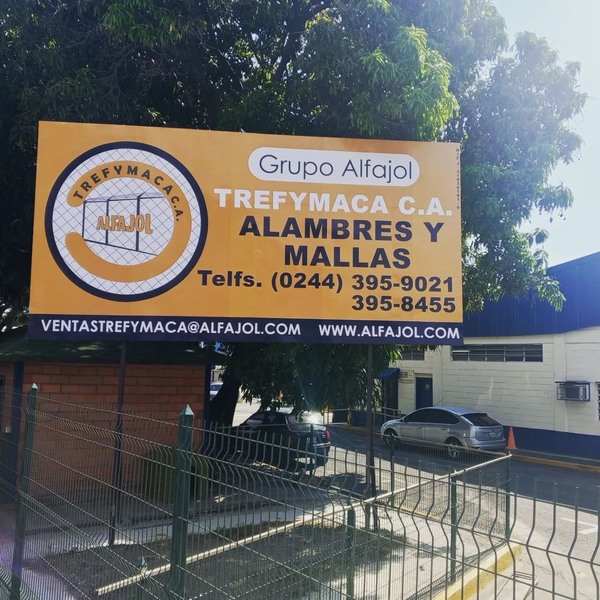 Grupo Alfajol
TREFYMACA C.A.
ALFAJOL
TREFYMACA C.A.
ALAMBRES Y
MALLAS
Telfs. (0244) 395-9021
395-8455
VENTASTREFYMACA@ALFAJOL.COM WWW.ALFAJOL.COM